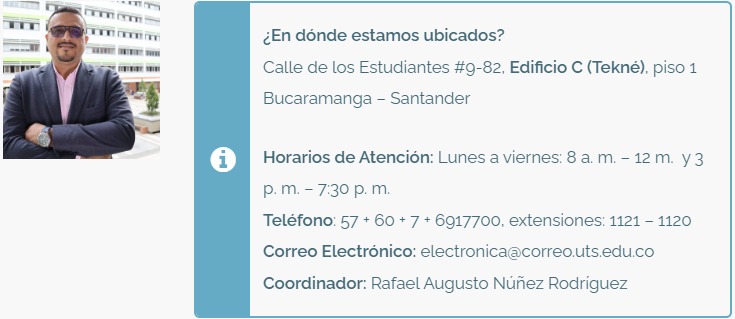 ¿En dónde estamos ubicados?
Calle de los Estudiantes #9-82, Edificio C (Tekné), piso 1
Bucaramanga – Santander
Horarios de Atención: Lunes a viernes: 8 a. m. – 12 m.  y 3
p. m. – 7:30 p. m.
Teléfono: 57 + 60 + 7 + 6917700, extensiones: 1121 – 1120
Correo Electrónico: electronica@correo.uts.edu.co
Coordinador: Rafael Augusto Núñez Rodríguez